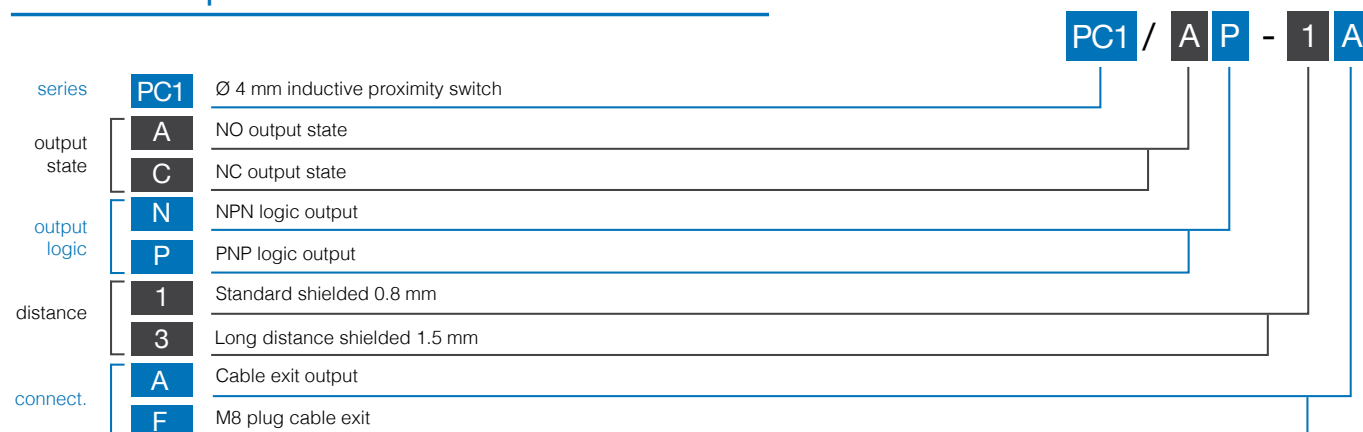 PC1 / A P - 1 A
series PC1 Ø 4 mm inductive proximity switch
output state
A NO output state
C NC output state
output logic
N NPN logic output
P PNP logic output
distance
1 Standard shielded 0.8 mm
3 Long distance shielded 1.5 mm
connect.
A Cable exit output
F M8 plug cable exit